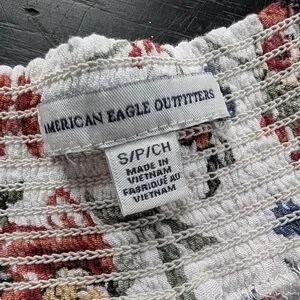 AMERICAN EAGLE OUTFITTERS
S/P/CH
MADE IN
VIETNAM
FABRIQUÉ AU
VIETNAM